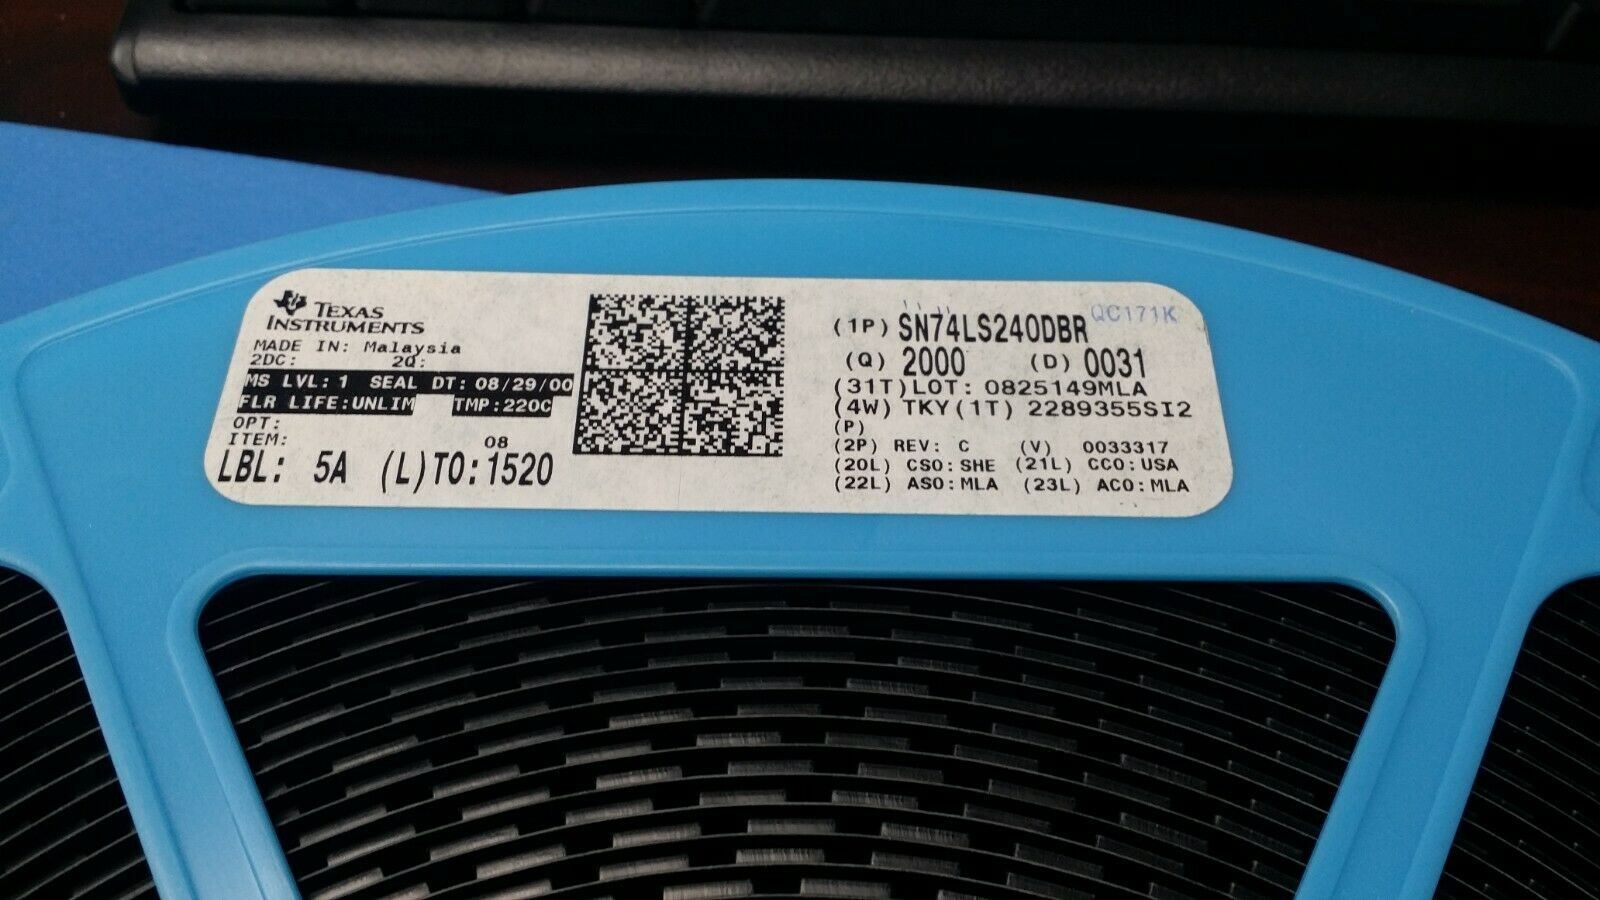 TEXAS
INSTRUMENTS
MADE IN: Malaysia
2DC: 2Q:
MS LVL: 1 SEAL DT: 08/29/00
FLR LIFE:UNLIM TMP:220C
OPT:
ITEM:
08
LBL: 5A (L)TO:1520
QC171K
(1P) SN74LS240DBR
(Q) 2000 (D) 0031
(31T)LOT: 0825149MLA
(4W) TKY(1T) 2289355SI2
(P)
(2P) REV: C (V) 0033317
(20L) CSO:SHE (21L) CCO:USA
(22L) ASO:MLA (23L) ACO:MLA